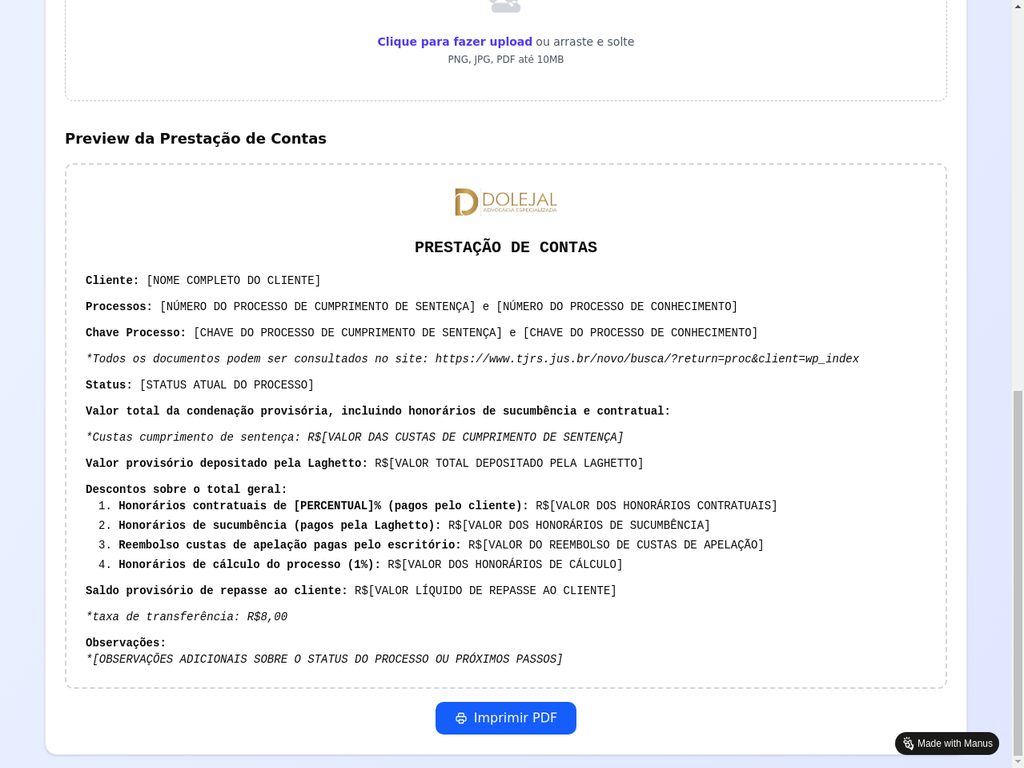 Clique para fazer upload ou arraste e solte
PNG, JPG, PDF até 10MB
Preview da Prestação de Contas
DOLEJAL
ADVOCACIA ESPECIALIZADA
PRESTAÇÃO DE CONTAS
Cliente: [NOME COMPLETO DO CLIENTE]
Processos: [NÚMERO DO PROCESSO DE CUMPRIMENTO DE SENTENÇA] e [NÚMERO DO PROCESSO DE CONHECIMENTO]
Chave Processo: [CHAVE DO PROCESSO DE CUMPRIMENTO DE SENTENÇA] e [CHAVE DO PROCESSO DE CONHECIMENTO]
*Todos os documentos podem ser consultados no site: https://www.tjrs.jus.br/novo/busca/?return=proc&client=wp_index
Status: [STATUS ATUAL DO PROCESSO]
Valor total da condenação provisória, incluindo honorários de sucumbência e contratual:
*Custas cumprimento de sentença: R$[VALOR DAS CUSTAS DE CUMPRIMENTO DE SENTENÇA]
Valor provisório depositado pela Laghetto: R$[VALOR TOTAL DEPOSITADO PELA LAGHETTO]
Descontos sobre o total geral:
1. Honorários contratuais de [PERCENTUAL]% (pagos pelo cliente): R$[VALOR DOS HONORÁRIOS CONTRATUAIS]
2. Honorários de sucumbência (pagos pela Laghetto): R$[VALOR DOS HONORÁRIOS DE SUCUMBÊNCIA]
3. Reembolso custas de apelação pagas pelo escritório: R$[VALOR DO REEMBOLSO DE CUSTAS DE APELAÇÃO]
4. Honorários de cálculo do processo (1%): R$[VALOR DOS HONORÁRIOS DE CÁLCULO]
Saldo provisório de repasse ao cliente: R$[VALOR LÍQUIDO DE REPASSE AO CLIENTE]
*taxa de transferência: R$8,00
Observações:
*[OBSERVAÇÕES ADICIONAIS SOBRE O STATUS DO PROCESSO OU PRÓXIMOS PASSOS]
Imprimir PDF
Made with Manus